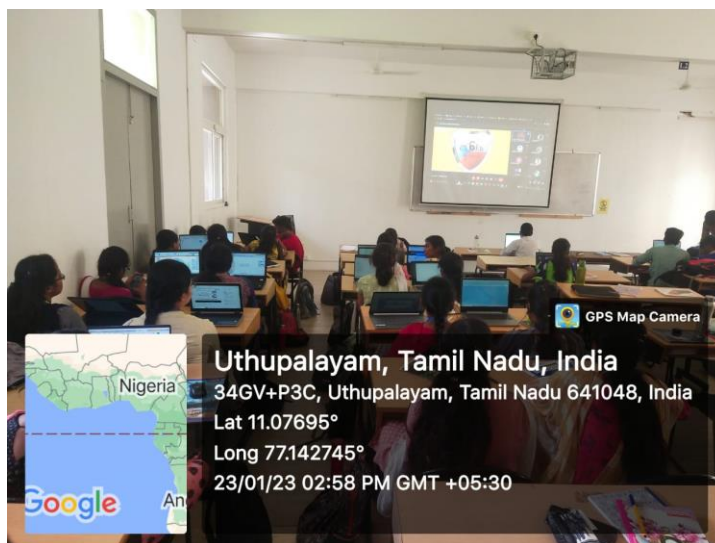 GPS Map Camera
Nigeria
Google
Uthupalayam, Tamil Nadu, India
34GV+P3C, Uthupalayam, Tamil Nadu 641048, India
Lat 11.07695°
Long 77.142745°
23/01/23 02:58 PM GMT +05:30